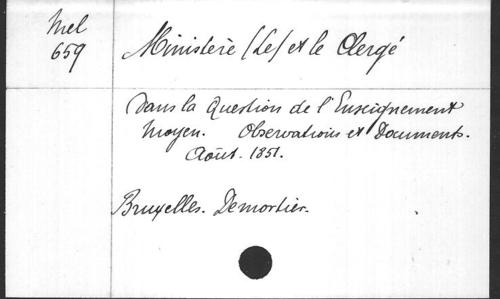 Mel
659
Ministère (Le) et le Clergé
Dans la Question de l'Enseignement
Moyen. Observations et Documents.
Août. 1851.
Bruxelles. Demortier.